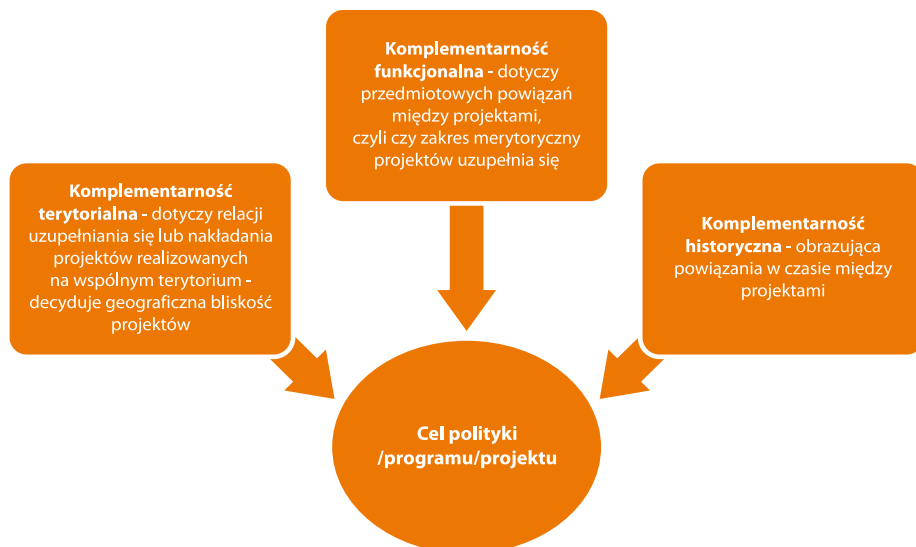 Komplementarność
funkcjonalna - dotyczy
przedmiotowych powiązań
między projektami,
czyli czy zakres merytoryczny
projektów uzupełnia się
Komplementarność
terytorialna - dotyczy relacji
uzupełniania się lub nakładania
projektów realizowanych
na wspólnym terytorium -
decyduje geograficzna bliskość
projektów
Komplementarność
historyczna - obrazująca
powiązania w czasie między
projektami
Cel polityki
/programu/projektu